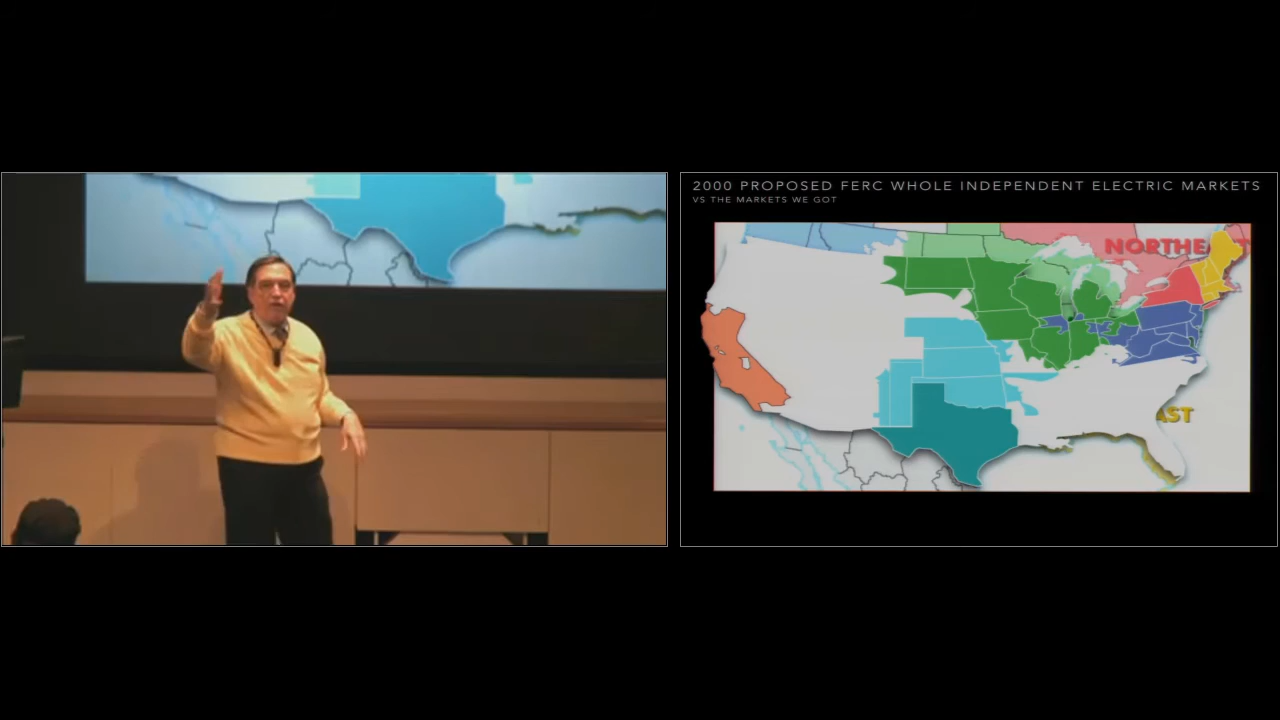 2000 PROPOSED FERC WHOLE INDEPENDENT ELECTRIC MARKETS
VS THE MARKETS WE GOT
NORTHE
T
AST